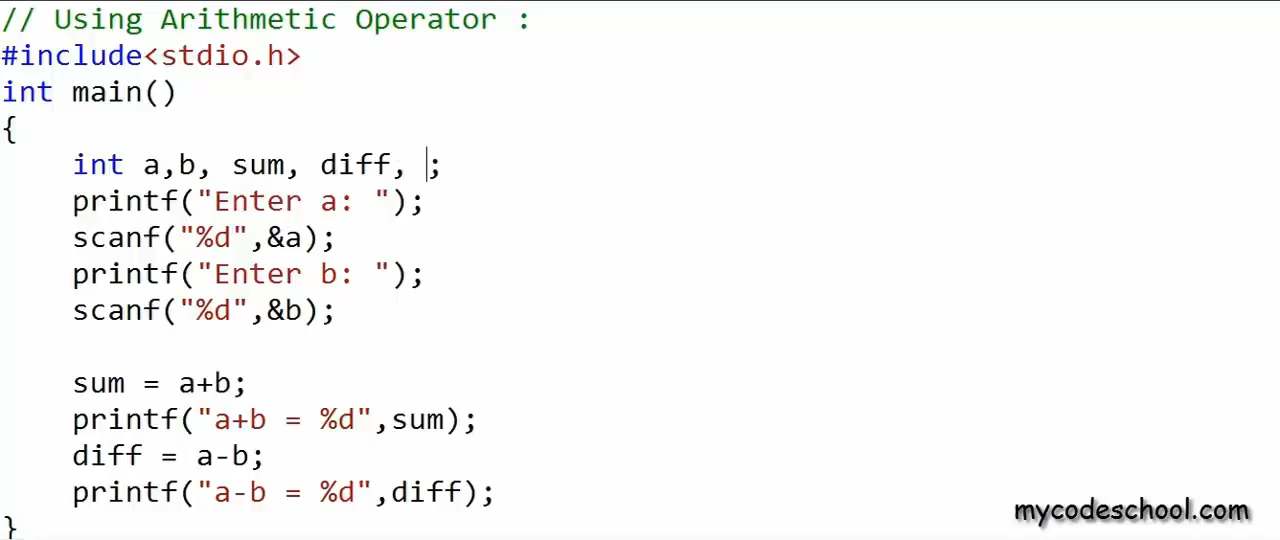 // Using Arithmetic Operator :
#include<stdio.h>
int main()
{
    int a,b, sum, diff, ;
    printf("Enter a: ");
    scanf("%d",&a);
    printf("Enter b: ");
    scanf("%d",&b);

    sum = a+b;
    printf("a+b = %d",sum);
    diff = a-b;
    printf("a-b = %d",diff);
}
mycodeschool.com